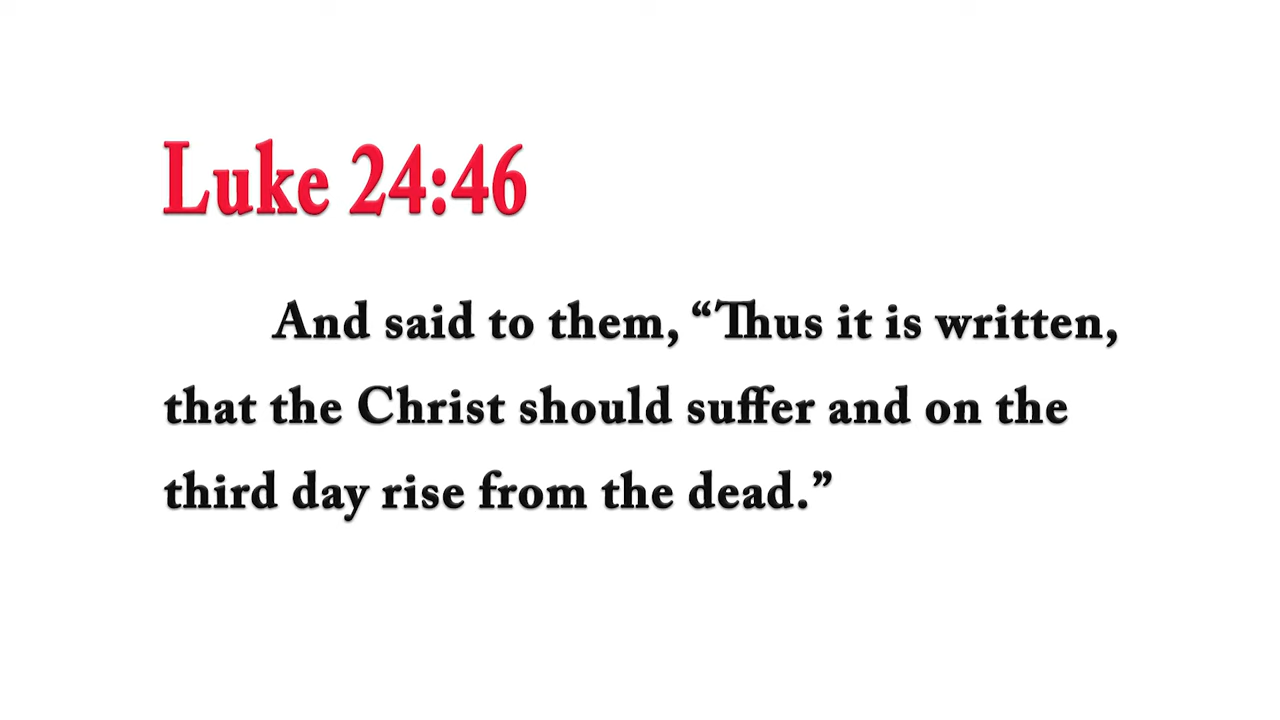 Luke 24:46
And said to them, “Thus it is written,
that the Christ should suffer and on the
third day rise from the dead.”